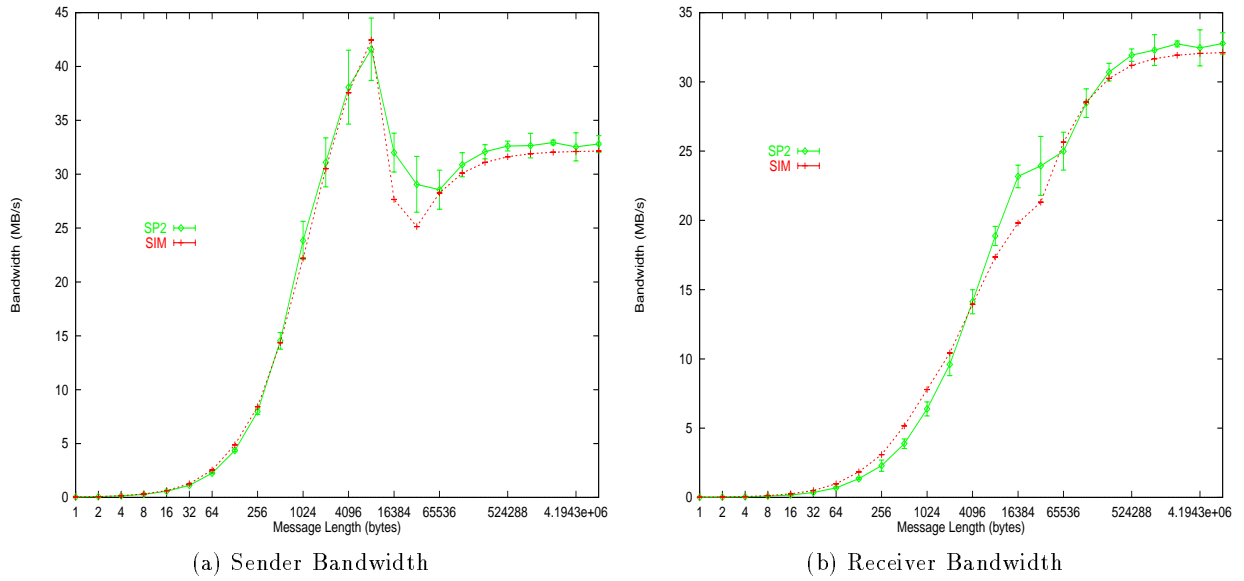 45
40
35
30
25
20
15
10
5
0
Bandwidth (MB/s)
SP2
SIM
1 2 4 8 16 32 64 256 1024 4096 16384 65536 524288 4.1943e+06
Message Length (bytes)
(a) Sender Bandwidth
35
30
25
20
15
10
5
0
Bandwidth (MB/s)
SP2
SIM
1 2 4 8 16 32 64 256 1024 4096 16384 65536 524288 4.1943e+06
Message Length (bytes)
(b) Receiver Bandwidth